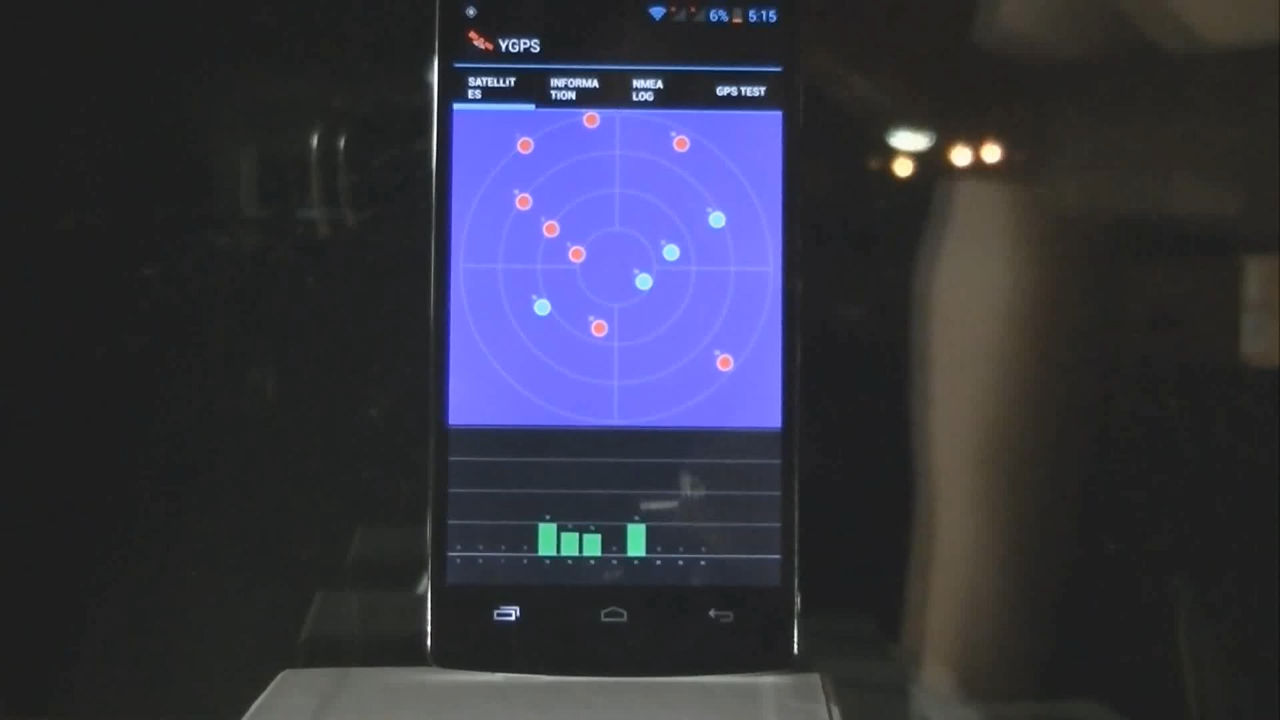 6% 5:15
YGPS
SATELLIT
ES
INFORMA
TION
NMEA
LOG
GPS TEST